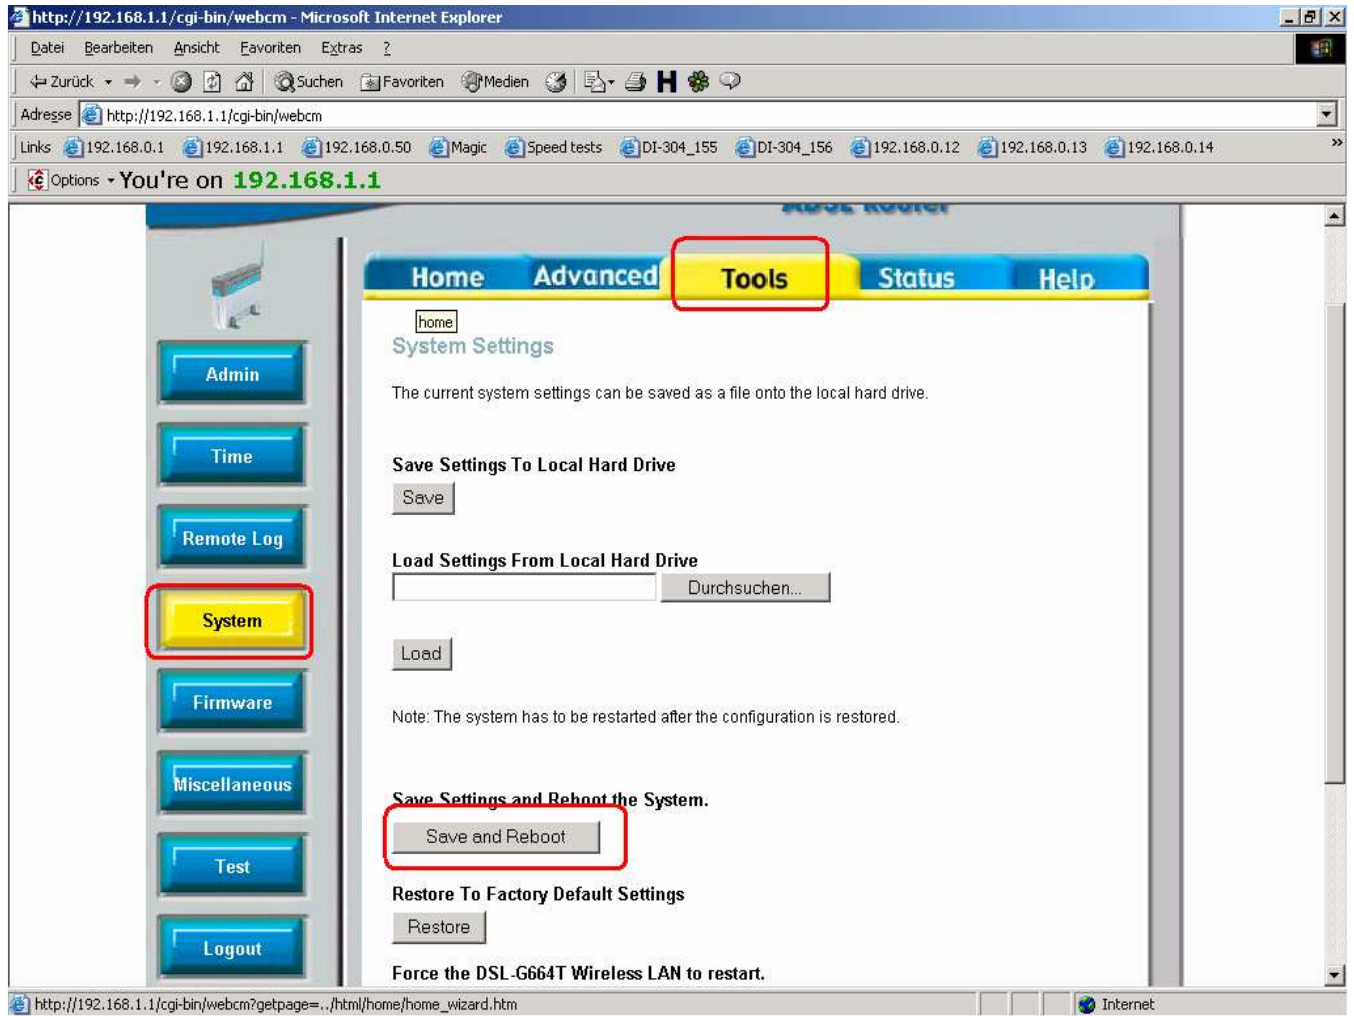 http://192.168.1.1/cgi-bin/webcm - Microsoft Internet Explorer
Datei Bearbeiten Ansicht Favoriten Extras ?
Zurück Suchen Favoriten Medien H
Adresse http://192.168.1.1/cgi-bin/webcm
Links 192.168.0.1 192.168.1.1 192.168.0.50 Magic Speed tests DI-304_155 DI-304_156 192.168.0.12 192.168.0.13 192.168.0.14 »
Options You're on 192.168.1.1
ADSL Router
Home Advanced Tools Status Help
home
System Settings
Admin
The current system settings can be saved as a file onto the local hard drive.
Time
Save Settings To Local Hard Drive
Save
Remote Log
Load Settings From Local Hard Drive
Durchsuchen...
System
Load
Firmware
Note: The system has to be restarted after the configuration is restored.
Miscellaneous
Save Settings and Reboot the System.
Save and Reboot
Test
Restore To Factory Default Settings
Restore
Logout
Force the DSL-G664T Wireless LAN to restart.
http://192.168.1.1/cgi-bin/webcm?getpage=../html/home/home_wizard.htm Internet